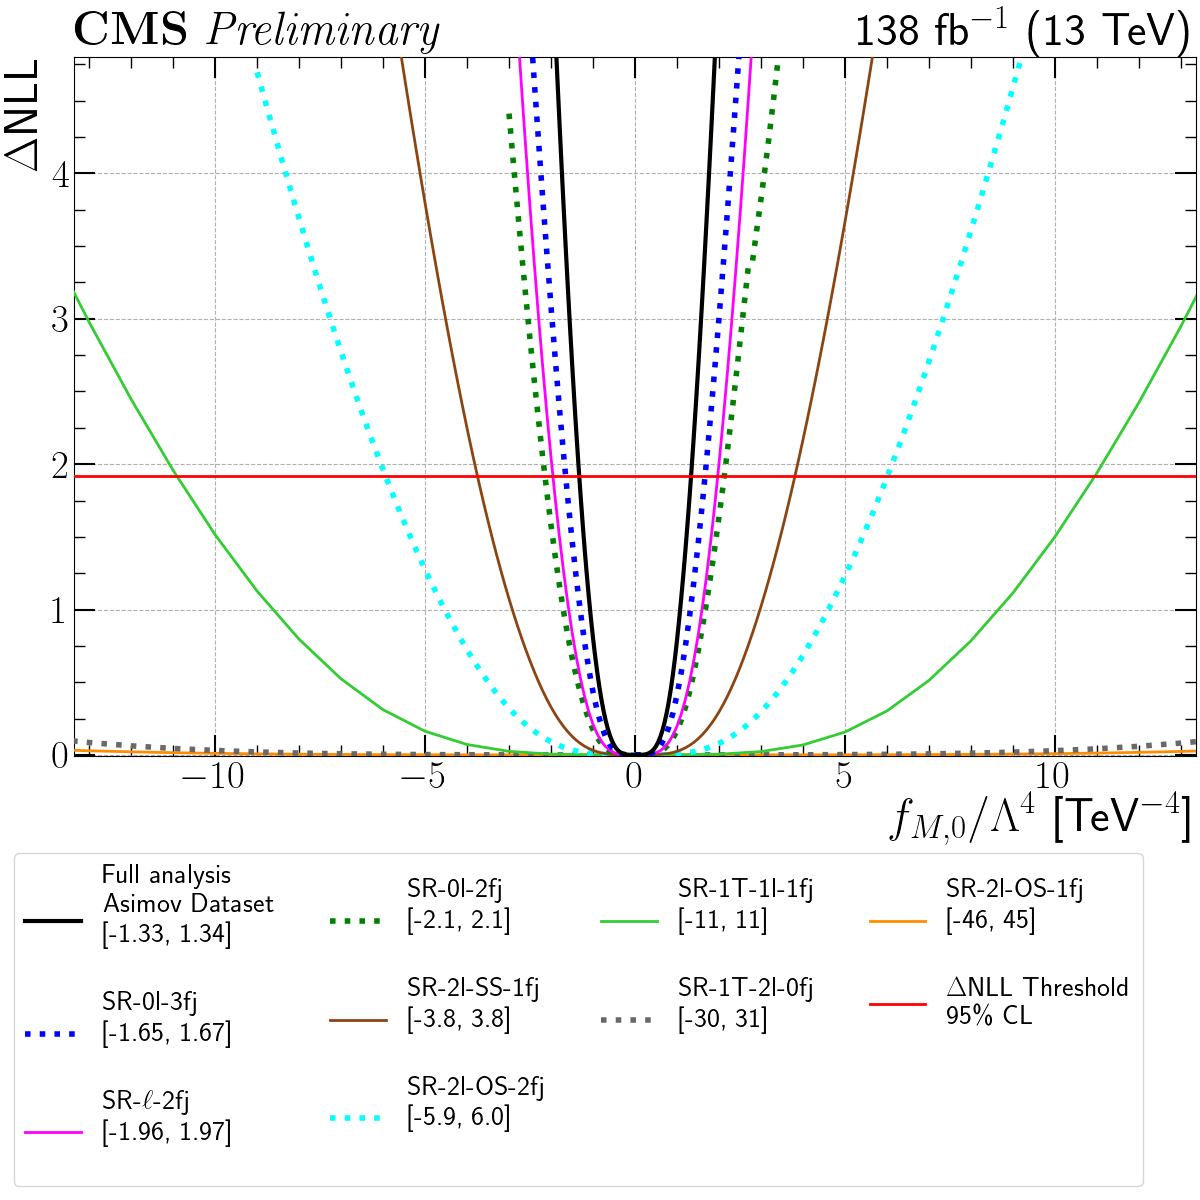 CMS Preliminary
138 fb⁻¹ (13 TeV)
ΔNLL
4
3
2
1
0
−10 −5 0 5 10
f_{M,0}/Λ⁴ [TeV⁻⁴]
Full analysis
Asimov Dataset
[-1.33, 1.34]
SR-0l-3fj
[-1.65, 1.67]
SR-ℓ-2fj
[-1.96, 1.97]
SR-0l-2fj
[-2.1, 2.1]
SR-2l-SS-1fj
[-3.8, 3.8]
SR-2l-OS-2fj
[-5.9, 6.0]
SR-1T-1l-1fj
[-11, 11]
SR-1T-2l-0fj
[-30, 31]
SR-2l-OS-1fj
[-46, 45]
ΔNLL Threshold
95% CL